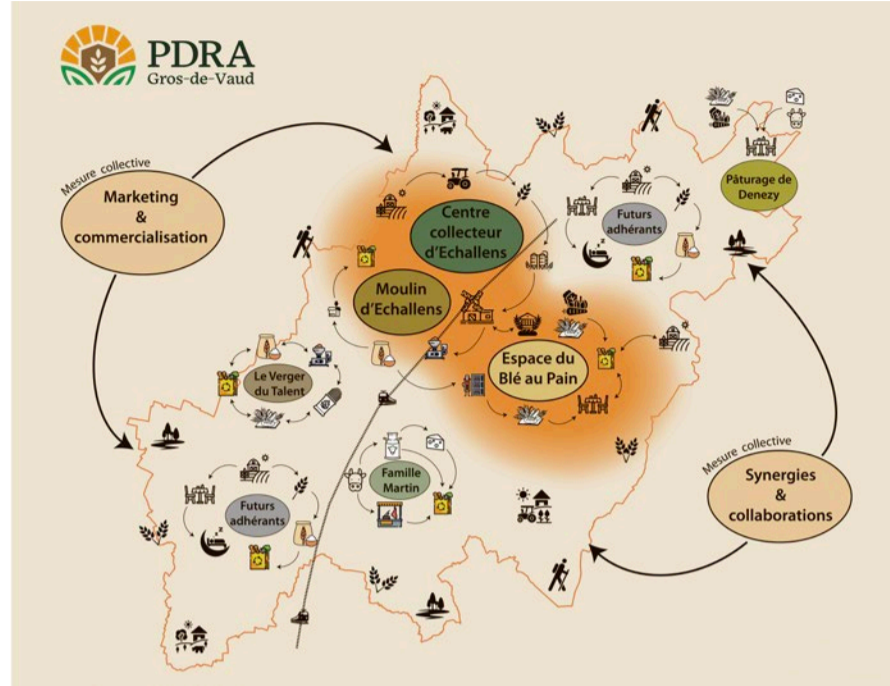 PDRA
Gros-de-Vaud
Mesure collective
Marketing
&
commercialisation
Centre
collecteur
d'Echallens
Moulin
d'Echallens
Espace du
Blé au Pain
Futurs
adhérants
Pâturage de
Denezy
Le Verger
du Talent
Famille
Martin
Futurs
adhérants
Mesure collective
Synergies
&
collaborations